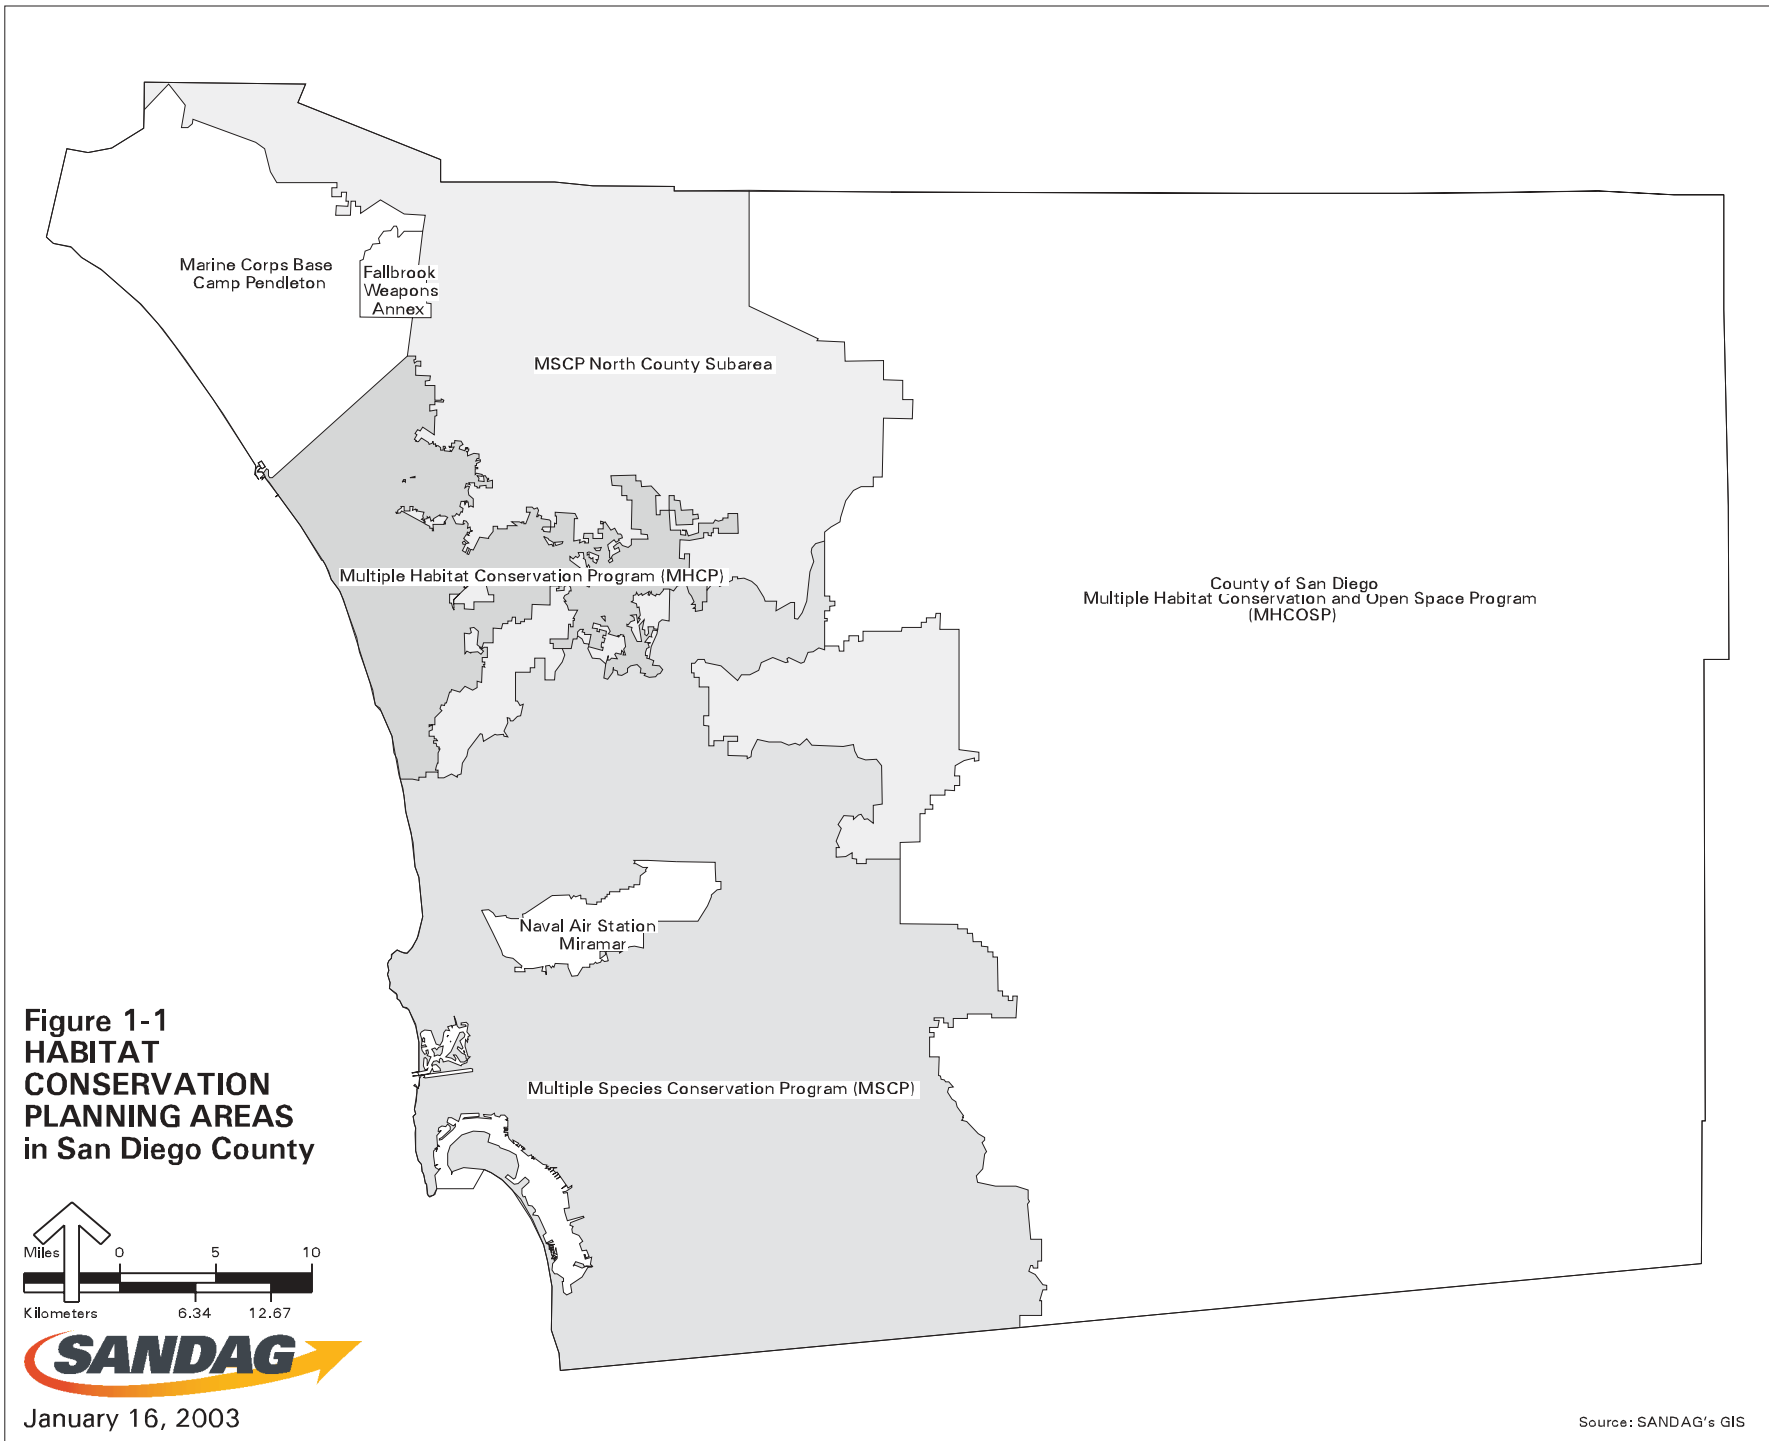 Marine Corps Base
Camp Pendleton
Fallbrook
Weapons
Annex
MSCP North County Subarea
Multiple Habitat Conservation Program (MHCP)
County of San Diego
Multiple Habitat Conservation and Open Space Program
(MHCOSP)
Naval Air Station
Miramar
Multiple Species Conservation Program (MSCP)
Figure 1-1
HABITAT
CONSERVATION
PLANNING AREAS
in San Diego County
Miles 0 5 10
Kilometers 6.34 12.67
SANDAG
January 16, 2003
Source: SANDAG's GIS